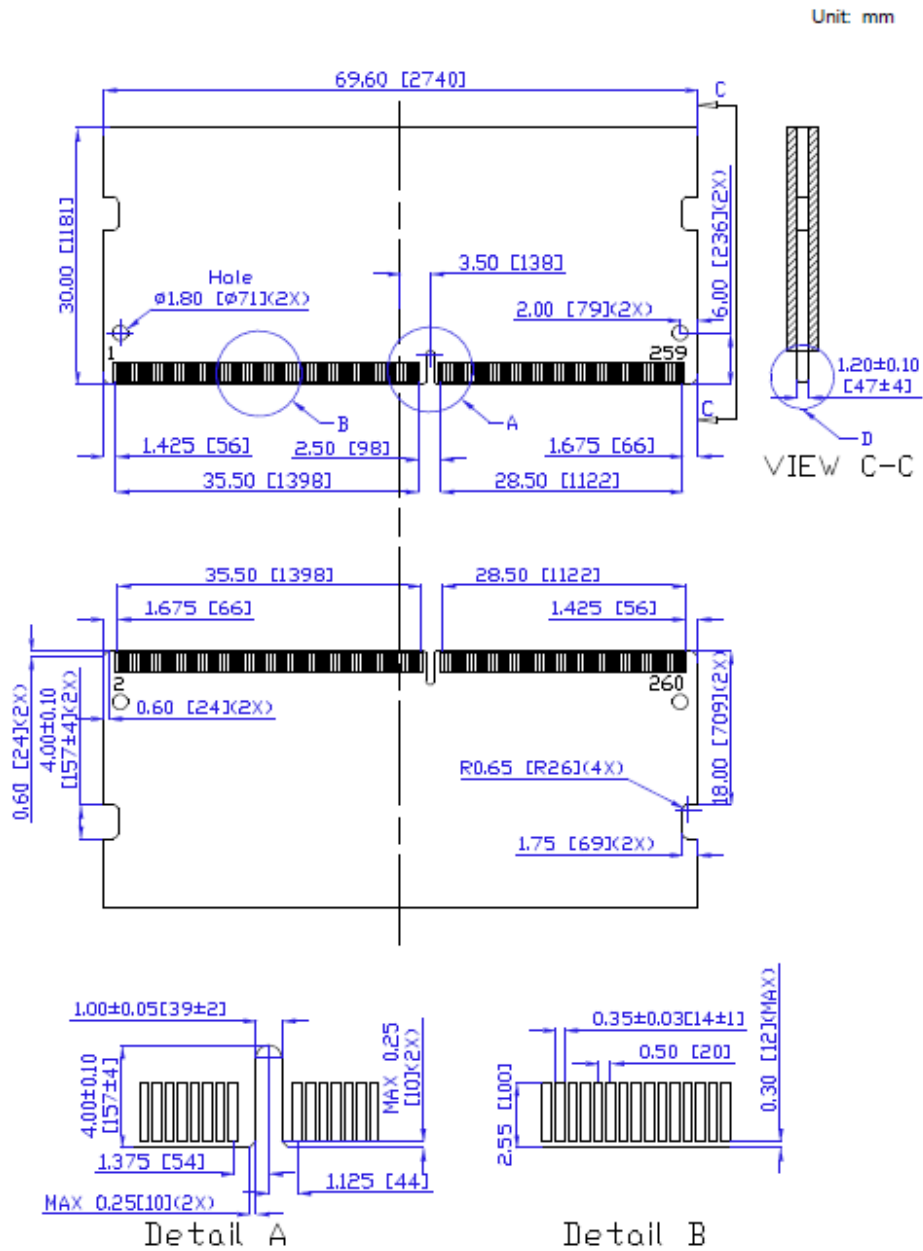 Unit: mm
69.60 [2740]
C
30.00 [1181]
6.00 [236](2X)
3.50 [138]
Hole
ø1.80 [ø71](2X)
2.00 [79](2X)
1
259
1.20±0.10
[47±4]
B
A
C
D
1.425 [56]
2.50 [98]
1.675 [66]
VIEW C-C
35.50 [1398]
28.50 [1122]
35.50 [1398]
28.50 [1122]
1.675 [66]
1.425 [56]
2
260
0.60 [24](2X)
4.00±0.10
[157±4](2X)
0.60 [24](2X)
18.00 [709](2X)
R0.65 [R26](4X)
1.75 [69](2X)
1.00±0.05[39±2]
4.00±0.10
[157±4]
MAX 0.25
[10](2X)
1.375 [54]
1.125 [44]
MAX 0.25[10](2X)
Detail A
0.35±0.03[14±1]
0.50 [20]
0.30 [12](MAX)
2.55 [100]
Detail B